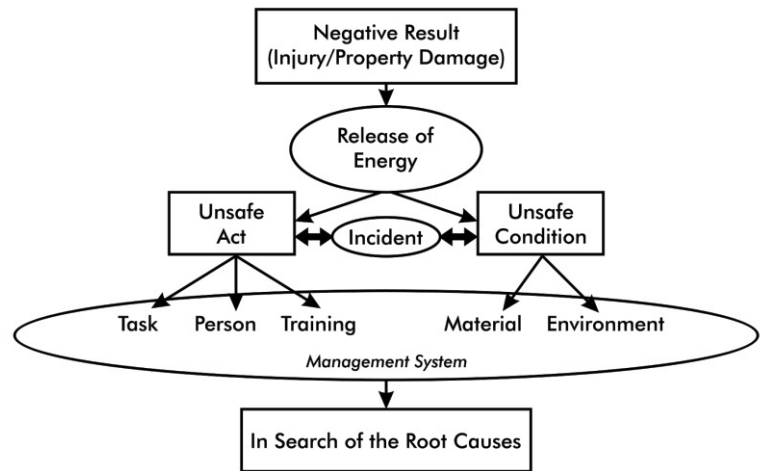 Negative Result
(Injury/Property Damage)
Release of
Energy
Unsafe
Act
Incident
Unsafe
Condition
Task
Person
Training
Material
Environment
Management System
In Search of the Root Causes